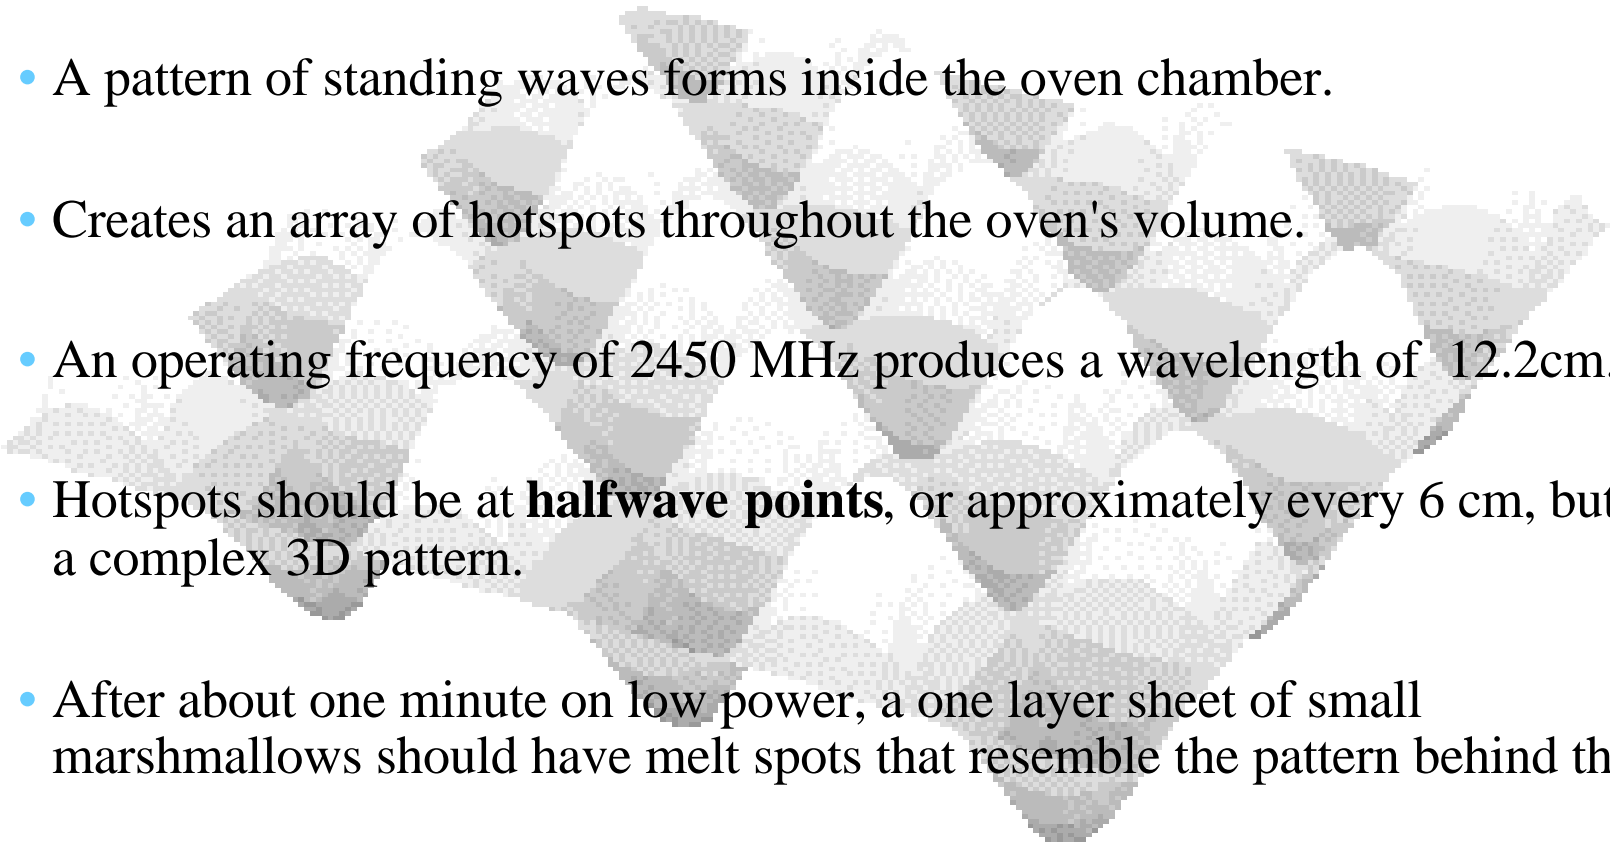 • A pattern of standing waves forms inside the oven chamber.
• Creates an array of hotspots throughout the oven's volume.
• An operating frequency of 2450 MHz produces a wavelength of 12.2cm.
• Hotspots should be at halfwave points, or approximately every 6 cm, but
a complex 3D pattern.
• After about one minute on low power, a one layer sheet of small
marshmallows should have melt spots that resemble the pattern behind